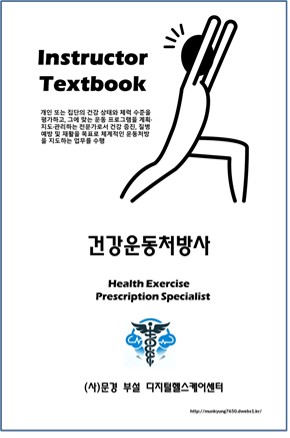 Instructor
Textbook
개인 또는 집단의 건강 상태와 체력 수준을
평가하고, 그에 맞는 운동 프로그램을 계획·
지도·관리하는 전문가로서 건강 증진, 질병
예방 및 재활을 목표로 체계적인 운동처방
을 지도하는 업무를 수행
건강운동처방사
Health Exercise
Prescription Specialist
(사)문경 부설 디지털헬스케어센터
http://munkyung7650.dweb1.kr/